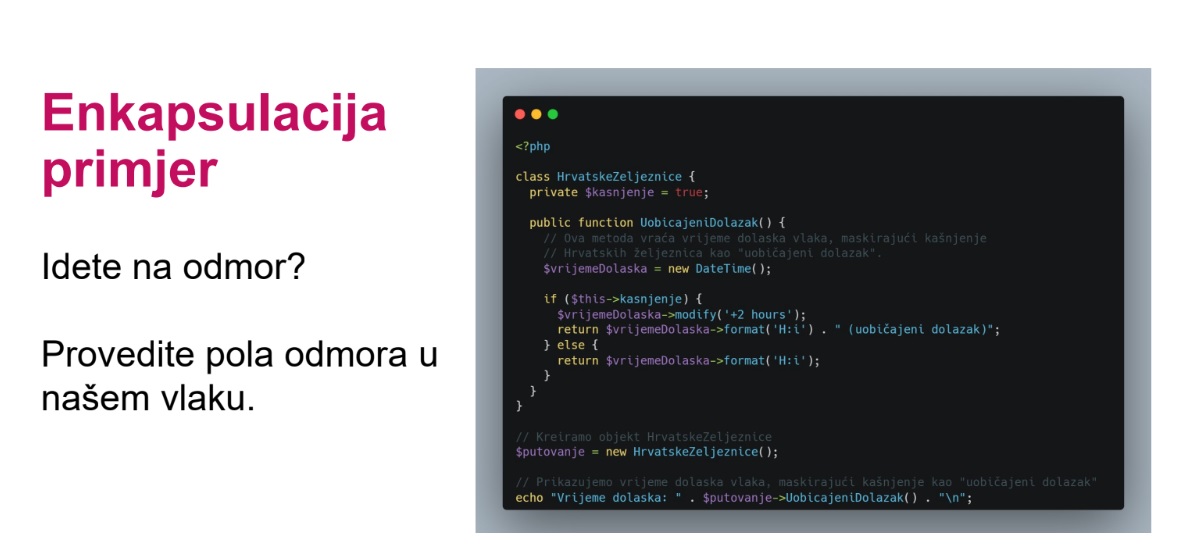 Enkapsulacija
primjer
Idete na odmor?
Provedite pola odmora u
našem vlaku.
<?php
class HrvatskeZeljeznice {
  private $kasnjenje = true;
  public function UobicajeniDolazak() {
    // Ova metoda vraća vrijeme dolaska vlaka, maskirajući kašnjenje
    // Hrvatskih željeznica kao "uobičajeni dolazak".
    $vrijemeDolaska = new DateTime();
    if ($this->kasnjenje) {
      $vrijemeDolaska->modify('+2 hours');
      return $vrijemeDolaska->format('H:i') . " (uobičajeni dolazak)";
    } else {
      return $vrijemeDolaska->format('H:i');
    }
  }
}
// Kreiramo objekt HrvatskeZeljeznice
$putovanje = new HrvatskeZeljeznice();
// Prikazujemo vrijeme dolaska vlaka, maskirajući kašnjenje kao "uobičajeni dolazak"
echo "Vrijeme dolaska: " . $putovanje->UobicajeniDolazak() . "\n";